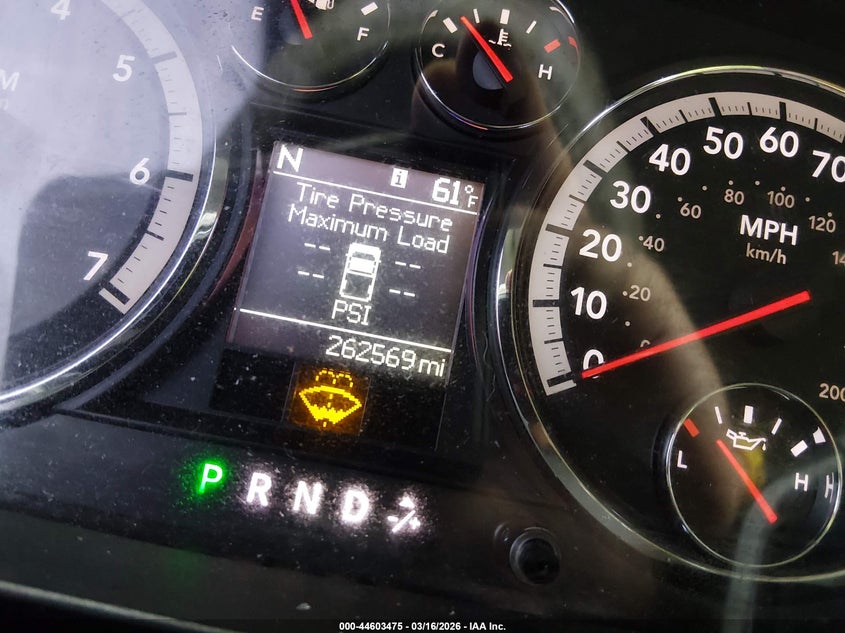 4
5
6
7
E
F
C
H
N i 61°F
Tire Pressure
Maximum Load
-- --
-- --
PSI
262569 mi
P R N D
0
10
20
30
40
50
60
70
20
40
60
80
100
120
200
MPH
km/h
L
H
000-44603475 - 03/16/2026 - IAA Inc.